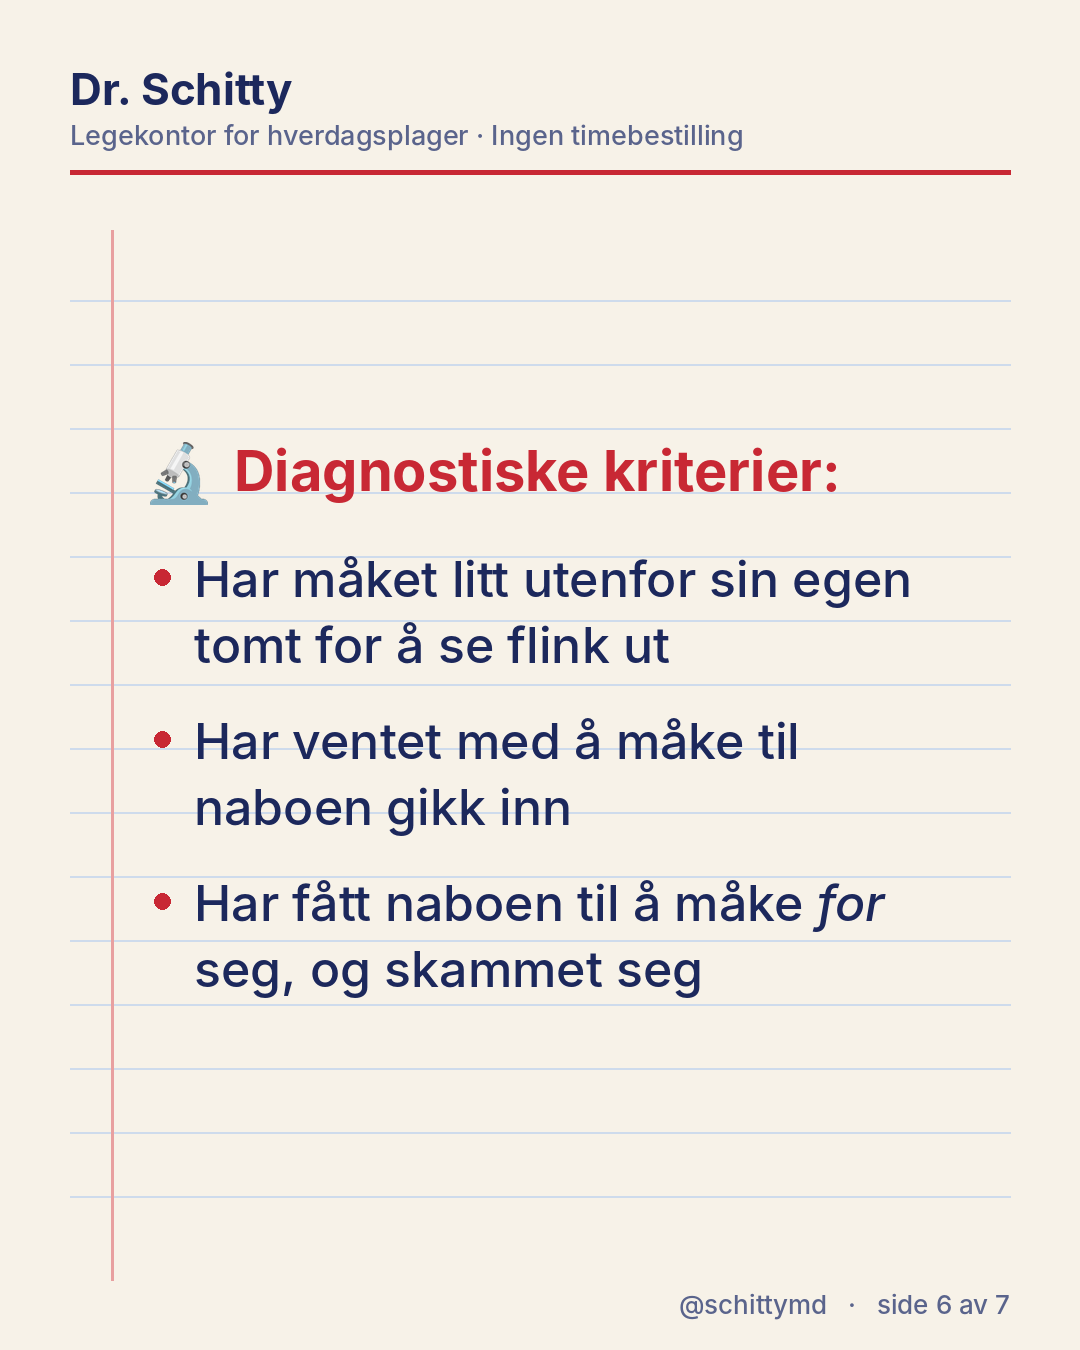 Dr. Schitty
Legekontor for hverdagsplager · Ingen timebestilling
🔬 Diagnostiske kriterier:
• Har måket litt utenfor sin egen
tomt for å se flink ut
• Har ventet med å måke til
naboen gikk inn
• Har fått naboen til å måke for
seg, og skammet seg
@schittymd · side 6 av 7